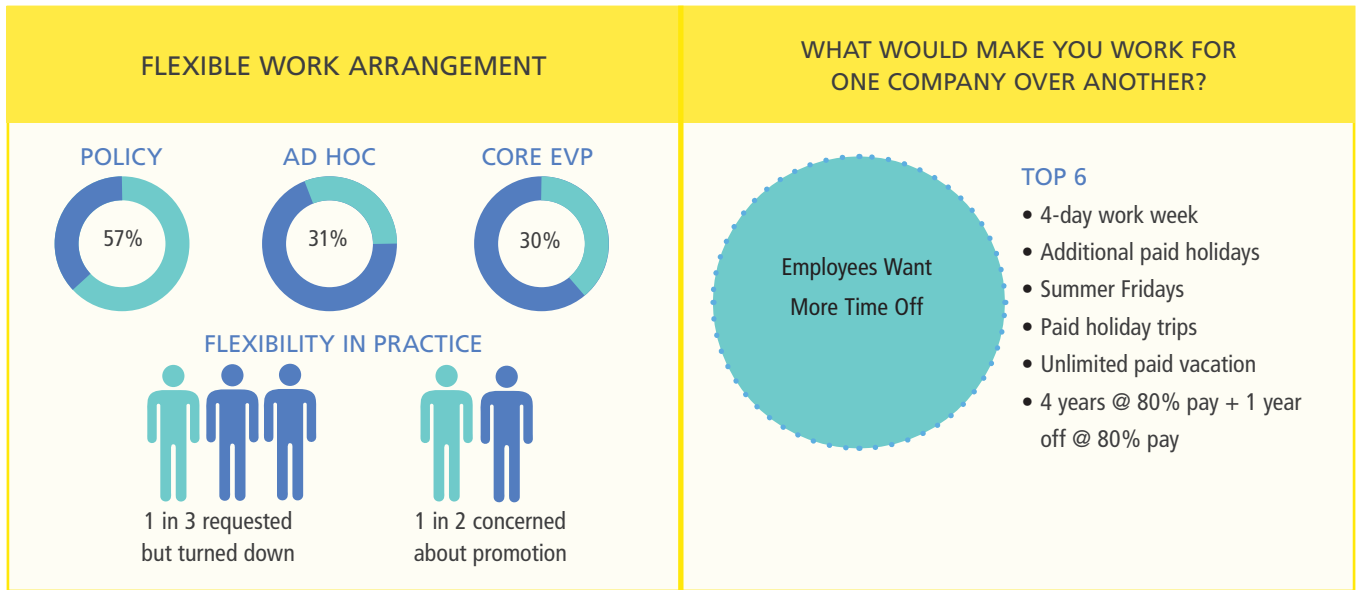 FLEXIBLE WORK ARRANGEMENT
POLICY
AD HOC
CORE EVP
57%
31%
30%
FLEXIBILITY IN PRACTICE
1 in 3 requested
but turned down
1 in 2 concerned
about promotion
WHAT WOULD MAKE YOU WORK FOR
ONE COMPANY OVER ANOTHER?
Employees Want
More Time Off
TOP 6
• 4-day work week
• Additional paid holidays
• Summer Fridays
• Paid holiday trips
• Unlimited paid vacation
• 4 years @ 80% pay + 1 year
off @ 80% pay